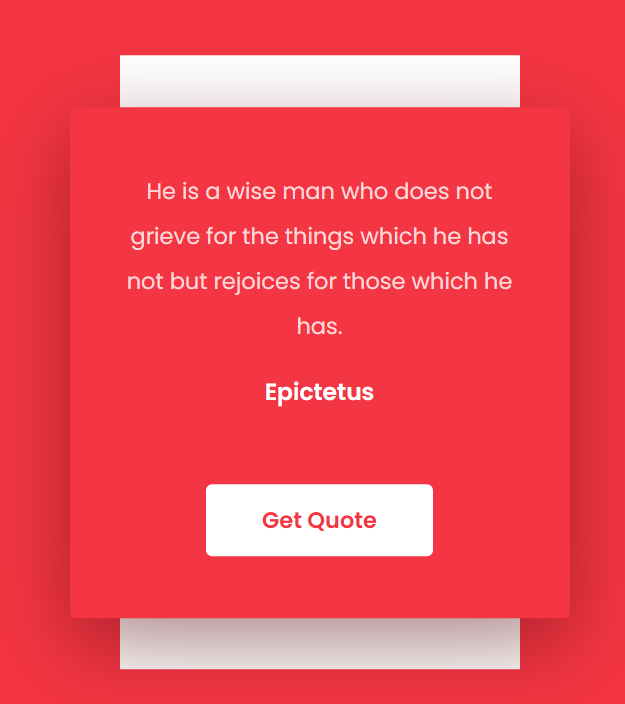 He is a wise man who does not
grieve for the things which he has
not but rejoices for those which he
has.
Epictetus
Get Quote